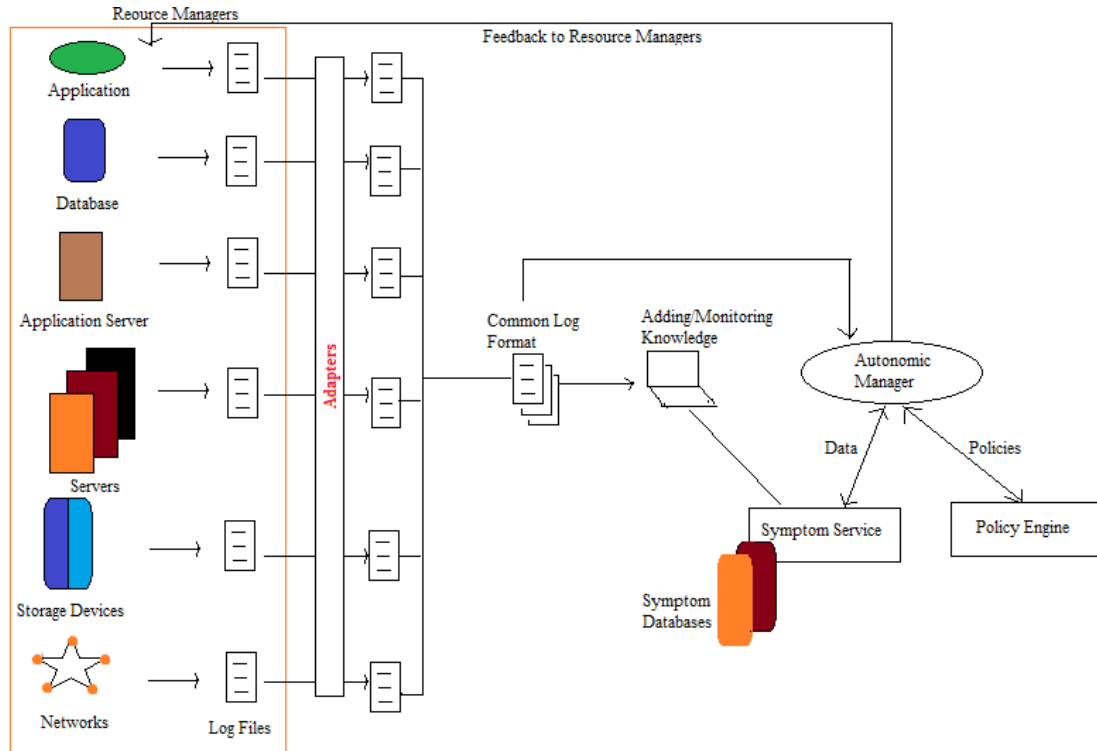 Reource Managers
Feedback to Resource Managers
Application
Database
Application Server
Servers
Storage Devices
Networks
Log Files
Adapters
Common Log
Format
Adding/Monitoring
Knowledge
Autonomic
Manager
Data
Policies
Symptom Service
Policy Engine
Symptom
Databases